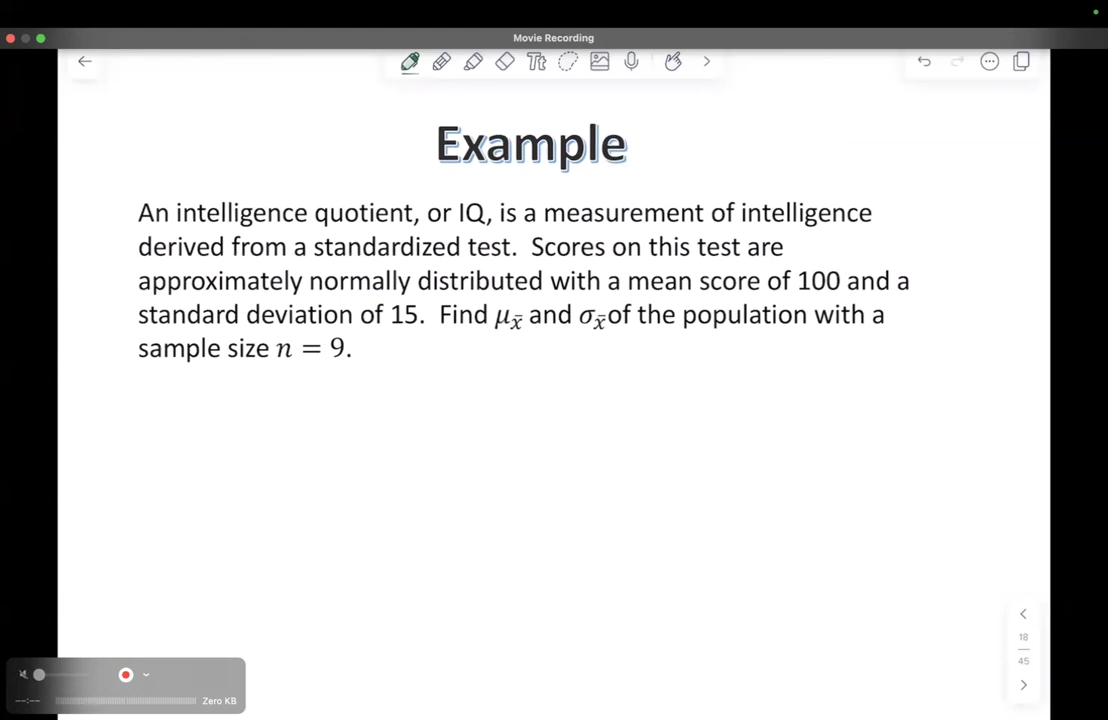 Movie Recording
Tt
Example
An intelligence quotient, or IQ, is a measurement of intelligence
derived from a standardized test.  Scores on this test are
approximately normally distributed with a mean score of 100 and a
standard deviation of 15.  Find μx̄ and σx̄ of the population with a
sample size n = 9.
18
45
--:--
Zero KB